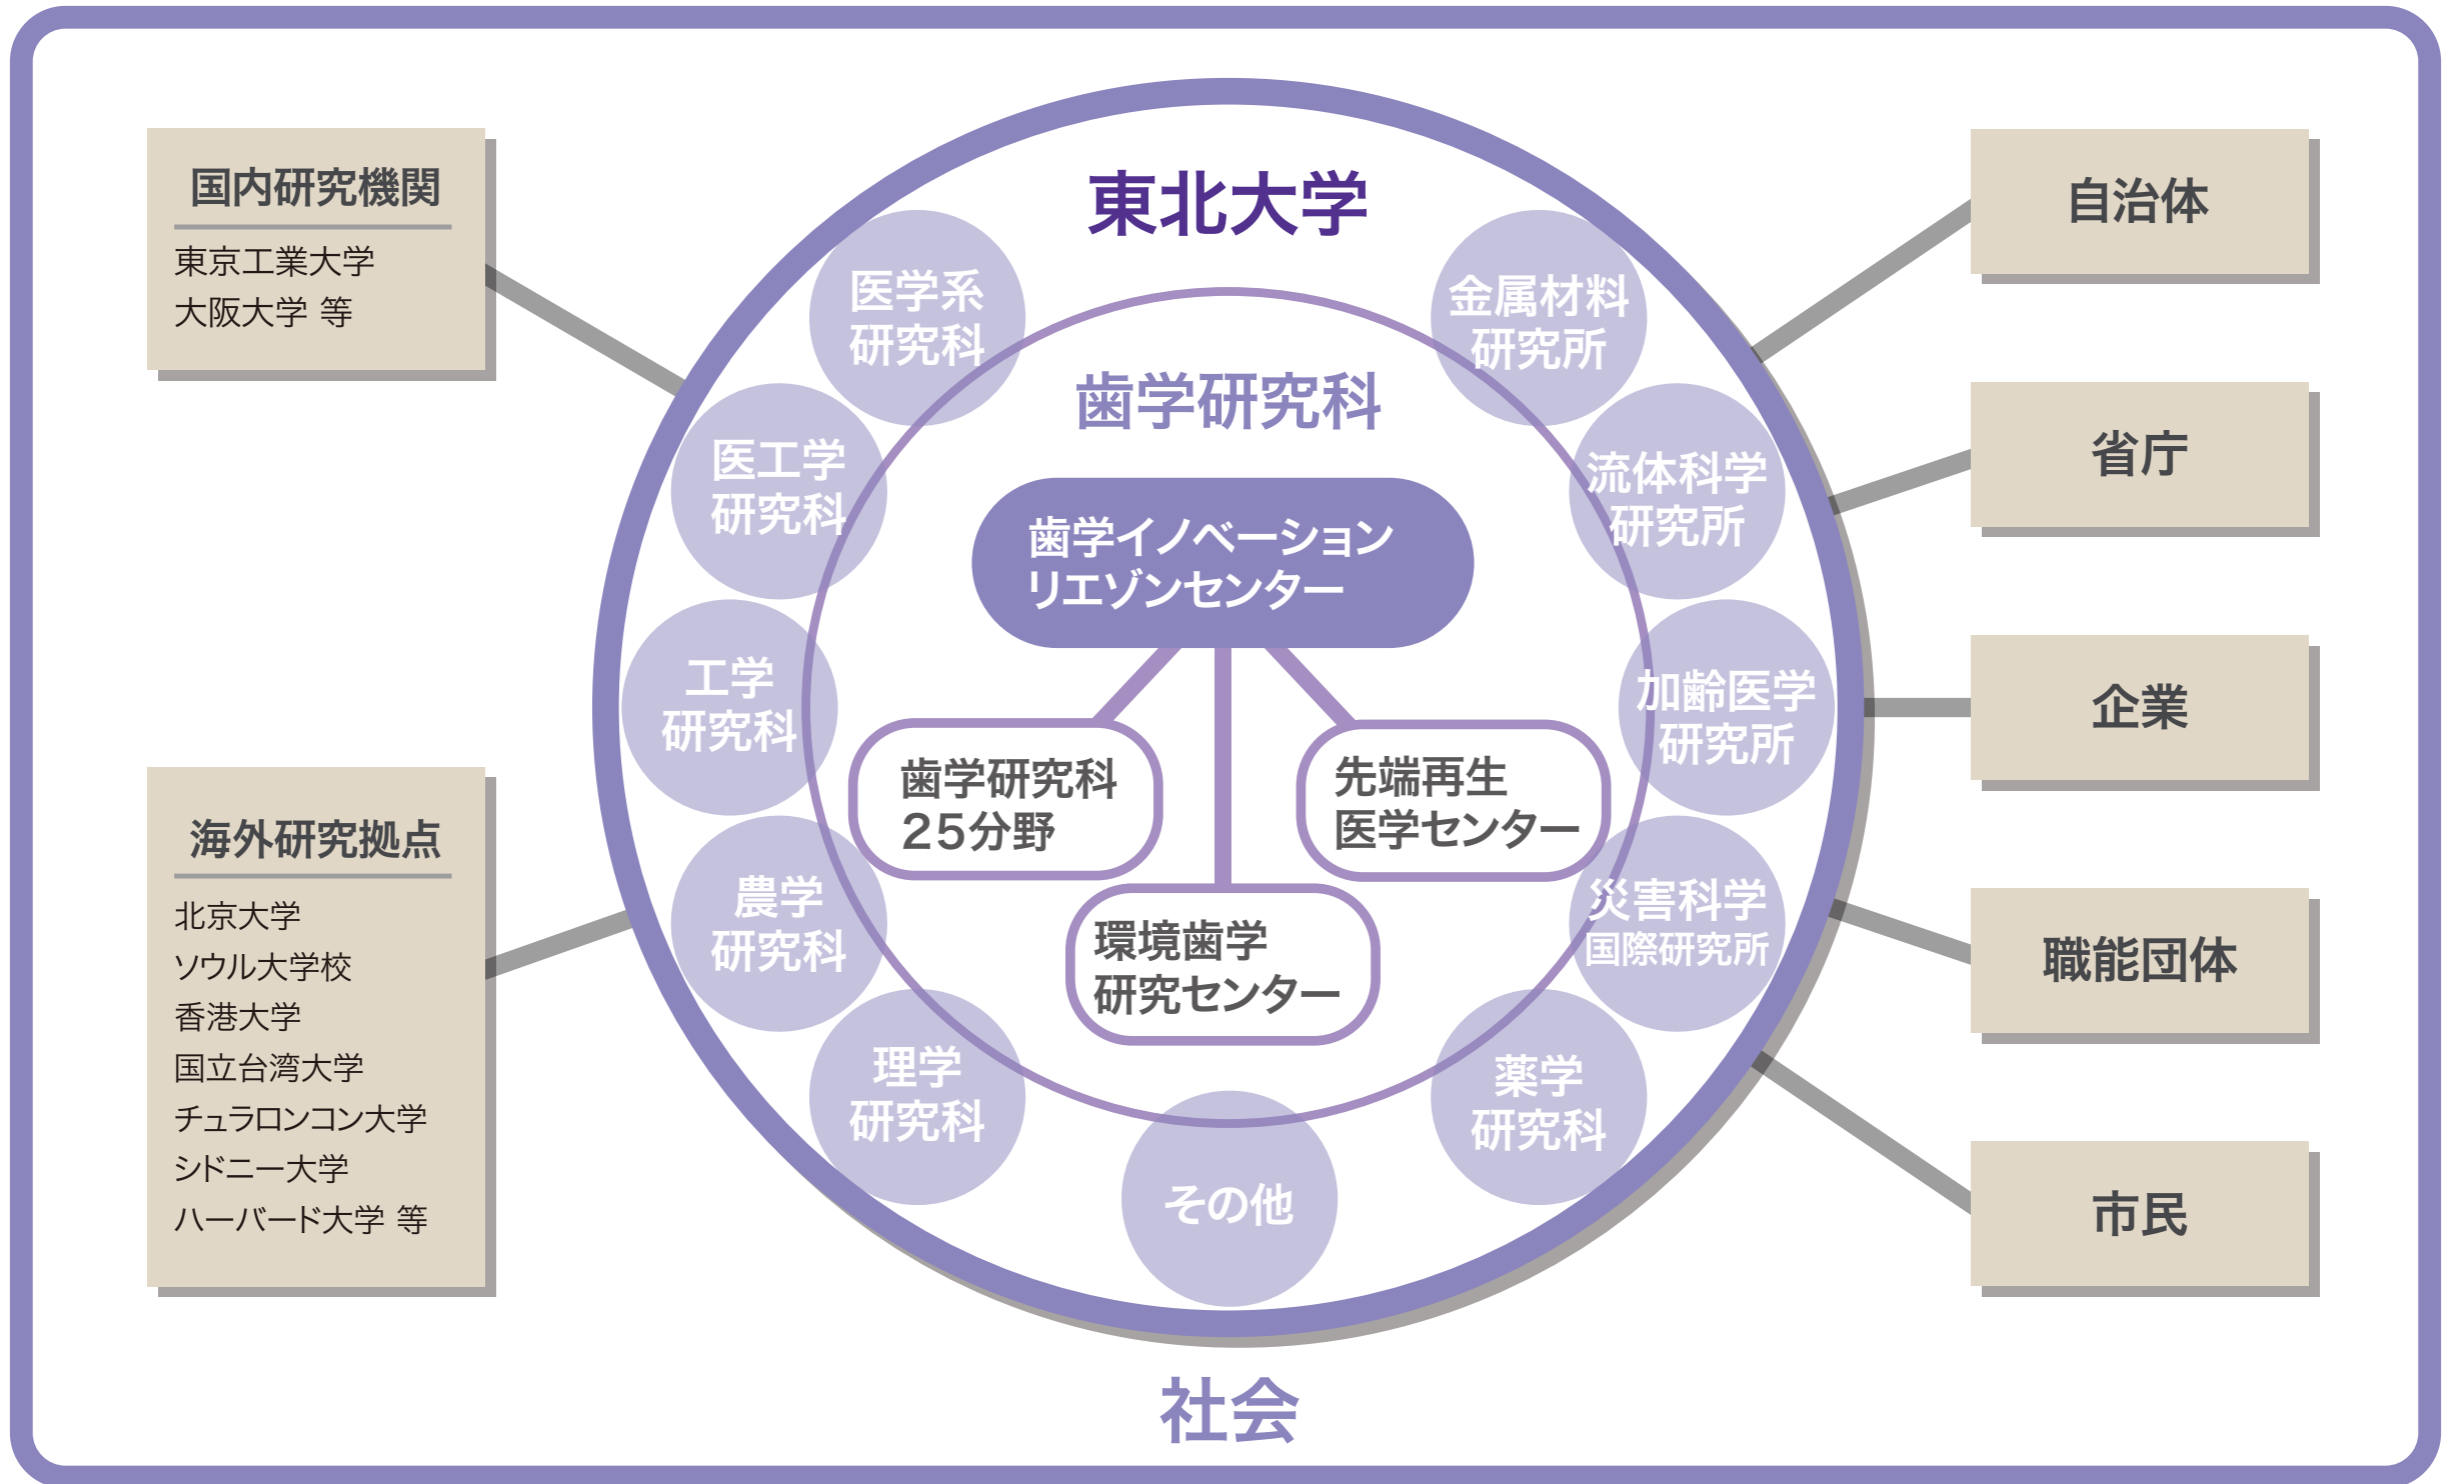 東北大学
歯学研究科
歯学イノベーション
リエゾンセンター
歯学研究科
25分野
先端再生
医学センター
環境歯学
研究センター
医学系
研究科
医工学
研究科
工学
研究科
農学
研究科
理学
研究科
その他
金属材料
研究所
流体科学
研究所
加齢医学
研究所
災害科学
国際研究所
薬学
研究科
国内研究機関
東京工業大学
大阪大学 等
海外研究拠点
北京大学
ソウル大学校
香港大学
国立台湾大学
チュラロンコン大学
シドニー大学
ハーバード大学 等
自治体
省庁
企業
職能団体
市民
社会